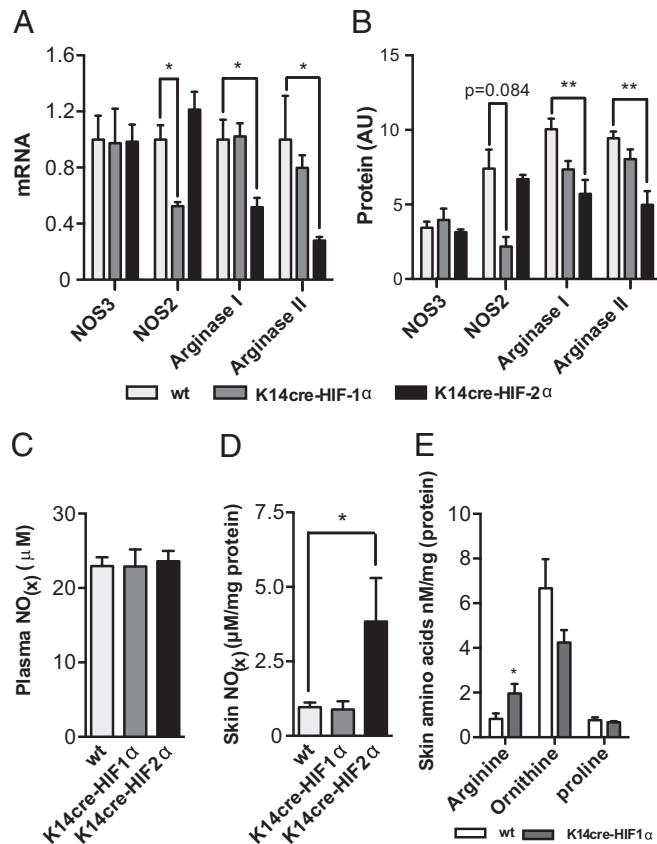 A
mRNA
1.6
1.2
0.8
0.4
0
*
*
*
NOS3
NOS2
Arginase I
Arginase II
B
Protein (AU)
15
10
5
0
p=0.084
**
**
NOS3
NOS2
Arginase I
Arginase II
wt K14cre-HIF-1α K14cre-HIF-2α
C
Plasma NO(x) (μM)
30
20
10
0
wt
K14cre-HIF1α
K14cre-HIF2α
D
Skin NO(x) (μM/mg protein)
7.5
5.0
2.5
0.0
*
wt
K14cre-HIF1α
K14cre-HIF2α
E
Skin amino acids nM/mg (protein)
10
8
6
4
2
0
*
Arginine
Ornithine
proline
wt K14cre-HIF1α